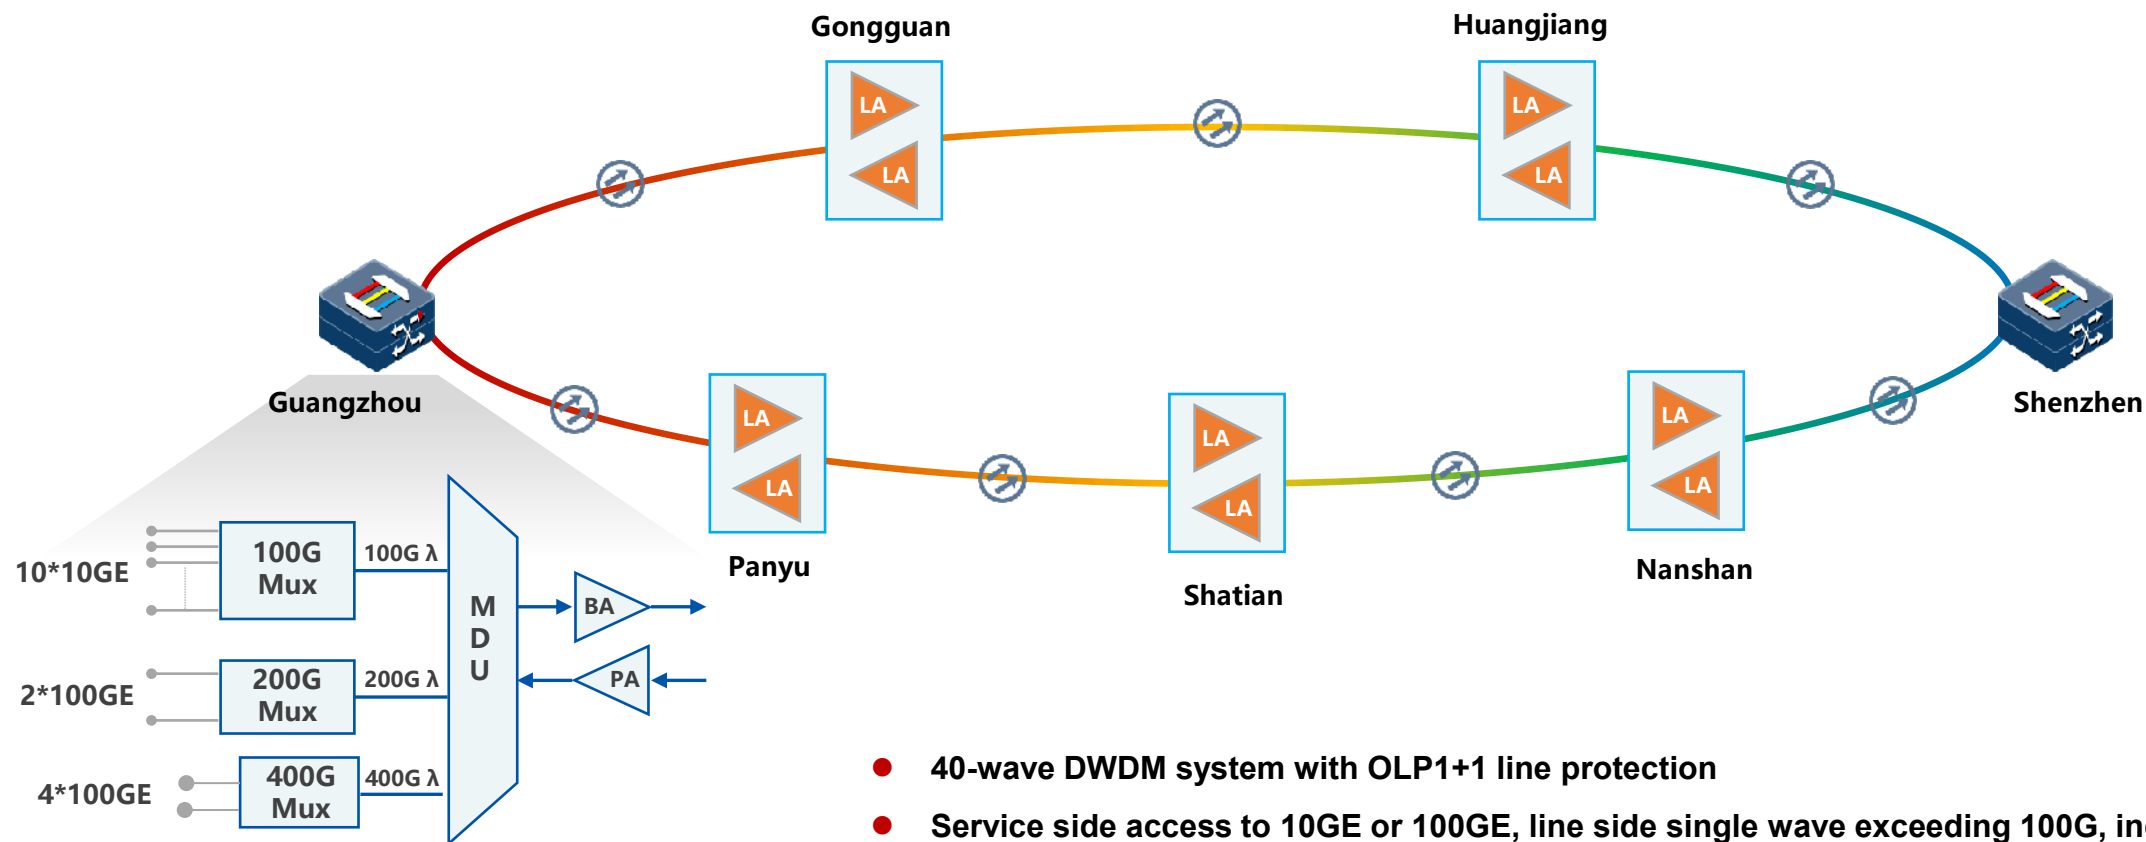 Gongguan
Huangjiang
LA
LA
LA
LA
Guangzhou
Shenzhen
LA
LA
LA
LA
LA
LA
Panyu
Shatian
Nanshan
10*10GE
100G
Mux
100G λ
2*100GE
200G
Mux
200G λ
4*100GE
400G
Mux
400G λ
M
D
U
BA
PA
● 40-wave DWDM system with OLP1+1 line protection
● Service side access to 10GE or 100GE, line side single wave exceeding 100G,